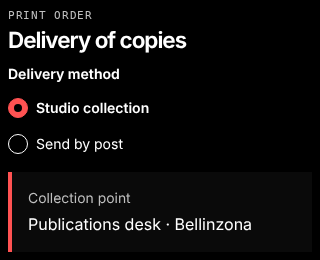 PRINT ORDER
Delivery of copies
Delivery method
Studio collection
Send by post
Collection point
Publications desk · Bellinzona